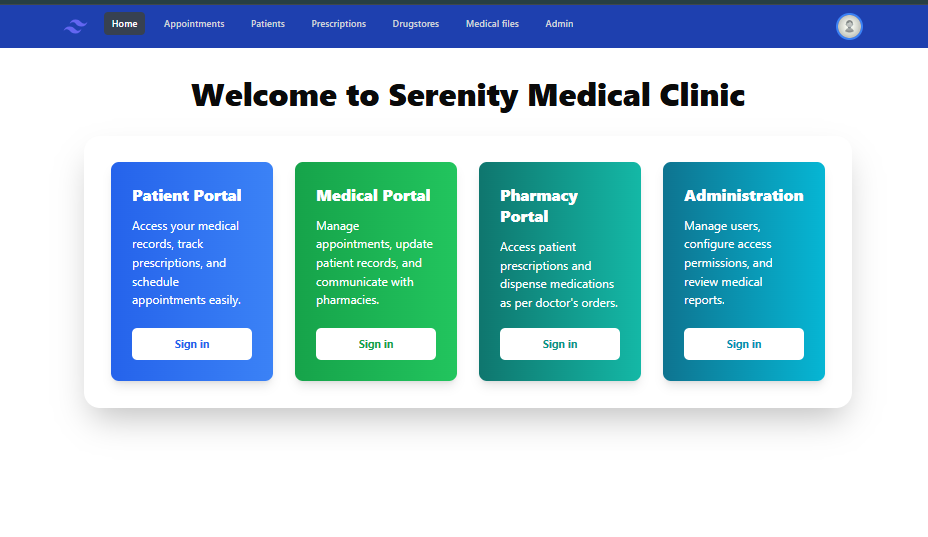 Home Appointments Patients Prescriptions Drugstores Medical files Admin
Welcome to Serenity Medical Clinic
Patient Portal
Access your medical
records, track
prescriptions, and
schedule
appointments easily.
Sign in
Medical Portal
Manage
appointments, update
patient records, and
communicate with
pharmacies.
Sign in
Pharmacy
Portal
Access patient
prescriptions and
dispense medications
as per doctor's orders.
Sign in
Administration
Manage users,
configure access
permissions, and
review medical
reports.
Sign in